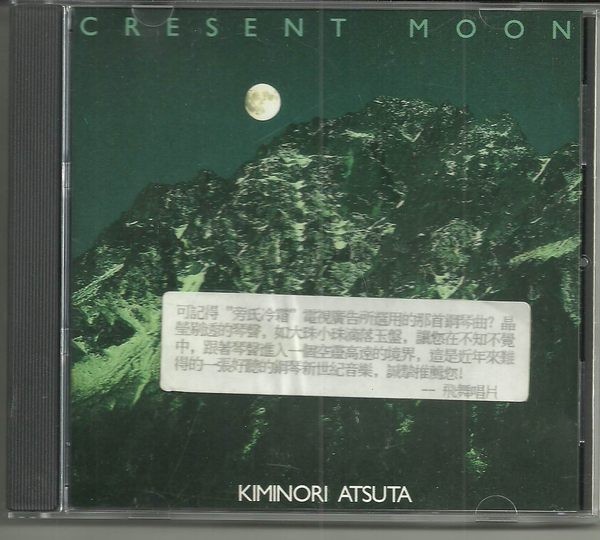 CRESENT MOON
可記得“旁氏冷霜”電視廣告所選用的那首鋼琴曲？晶
瑩剔透的琴聲，如大珠小珠滴落玉盤，讓您在不知不覺
中，跟著琴聲進入一個空靈高遠的境界，這是近年來難
得的一張好聽的鋼琴新世紀音樂，誠摯推薦您！
-- 飛舞唱片
KIMINORI ATSUTA